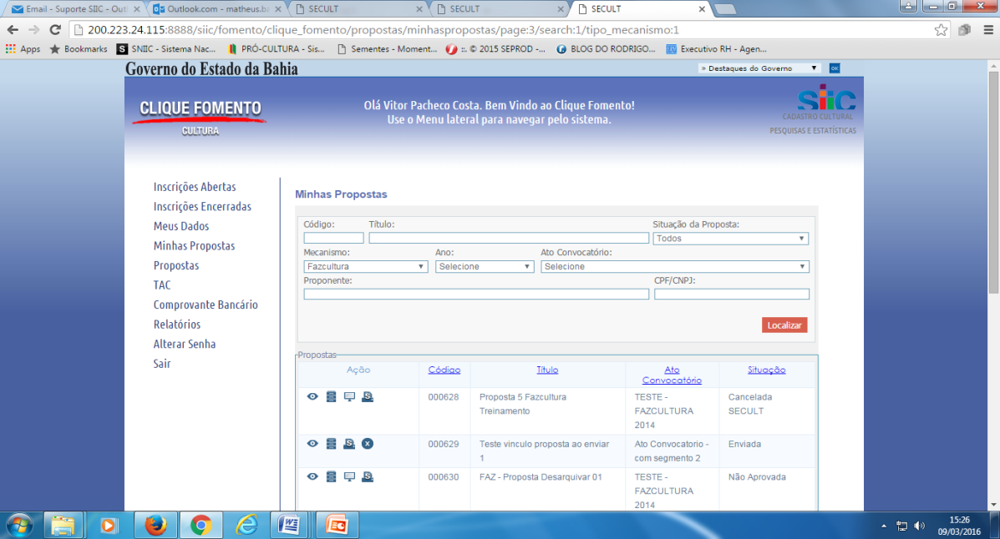 Email - Suporte SIIC - Out
Outlook.com - matheus.b
SECULT
SECULT
SECULT
200.223.24.115:8888/siic/fomento/clique_fomento/propostas/minhaspropostas/page:3/search:1/tipo_mecanismo:1
Apps Bookmarks SNIIC - Sistema Nac... PRÓ-CULTURA - Sis... Sementes - Moment... :. © 2015 SEPROD -... BLOG DO RODRIGO... Executivo RH - Agen...
Governo do Estado da Bahia
» Destaques do Governo
OK
CLIQUE FOMENTO
CULTURA
Olá Vitor Pacheco Costa. Bem Vindo ao Clique Fomento!
Use o Menu lateral para navegar pelo sistema.
SiiC
CADASTRO CULTURAL
PESQUISAS E ESTATÍSTICAS
Inscrições Abertas
Inscrições Encerradas
Meus Dados
Minhas Propostas
Propostas
TAC
Comprovante Bancário
Relatórios
Alterar Senha
Sair
Minhas Propostas
Código: Título: Situação da Proposta:
Todos
Mecanismo: Ano: Ato Convocatório:
Fazcultura Selecione Selecione
Proponente: CPF/CNPJ:
Localizar
Propostas
Ação Código Título Ato Convocatório Situação
000628 Proposta 5 Fazcultura Treinamento TESTE - FAZCULTURA 2014 Cancelada SECULT
000629 Teste vinculo proposta ao enviar 1 Ato Convocatorio - com segmento 2 Enviada
000630 FAZ - Proposta Desarquivar 01 TESTE - FAZCULTURA 2014 Não Aprovada
15:26
09/03/2016